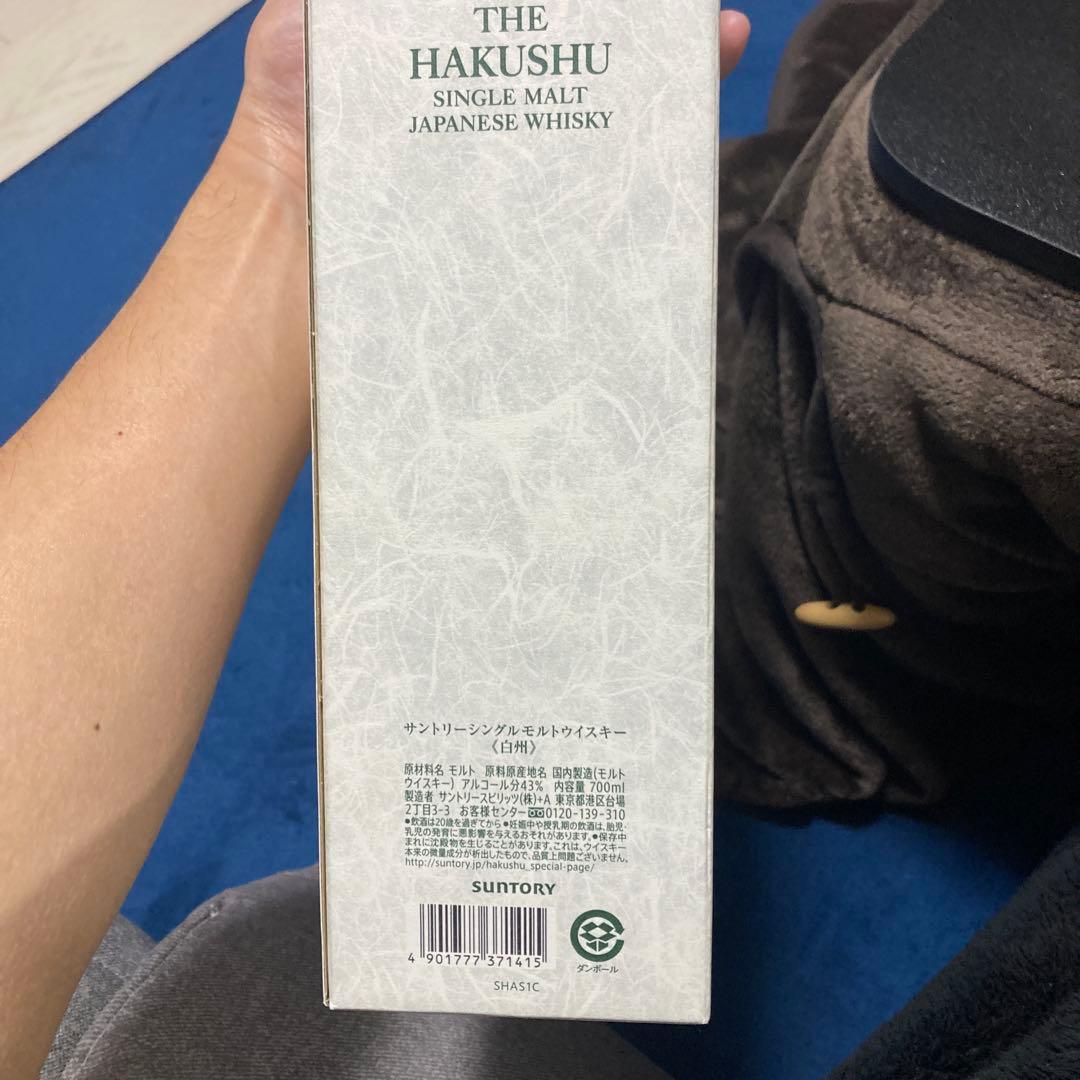 THE
HAKUSHU
SINGLE MALT
JAPANESE WHISKY
サントリーシングルモルトウイスキー
《白州》
原材料名 モルト 原料原産地名 国内製造(モルト
ウイスキー) アルコール分43% 内容量 700ml
製造者 サントリースピリッツ(株)+A 東京都港区台場
2丁目3-3 お客様センター 0120-139-310
●飲酒は20歳を過ぎてから●妊娠中や授乳期の飲酒は、胎児・
乳児の発育に悪影響を与えるおそれがあります。●保存中
まれに沈殿物を生じることがあります。これは、ウイスキー
本来の微量成分が析出したもので、品質上問題ございません。
http://suntory.jp/hakushu_special-page/
SUNTORY
4 901777 371415
ダンボール
SHAS1C